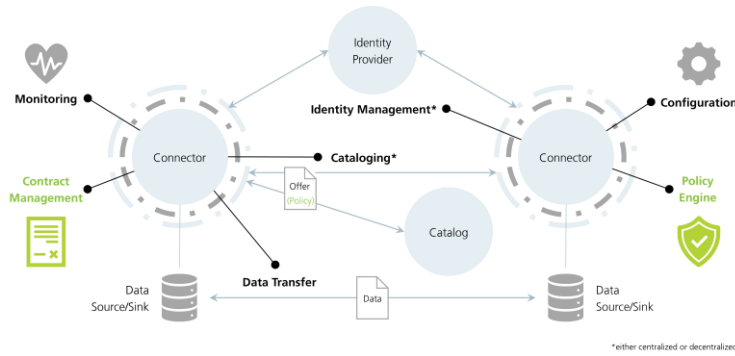 Identity
Provider
Monitoring
Identity Management*
Configuration
Connector
Cataloging*
Connector
Contract
Management
Offer
(Policy)
Policy
Engine
Catalog
Data Transfer
Data
Source/Sink
Data
Data
Source/Sink
*either centralized or decentralized